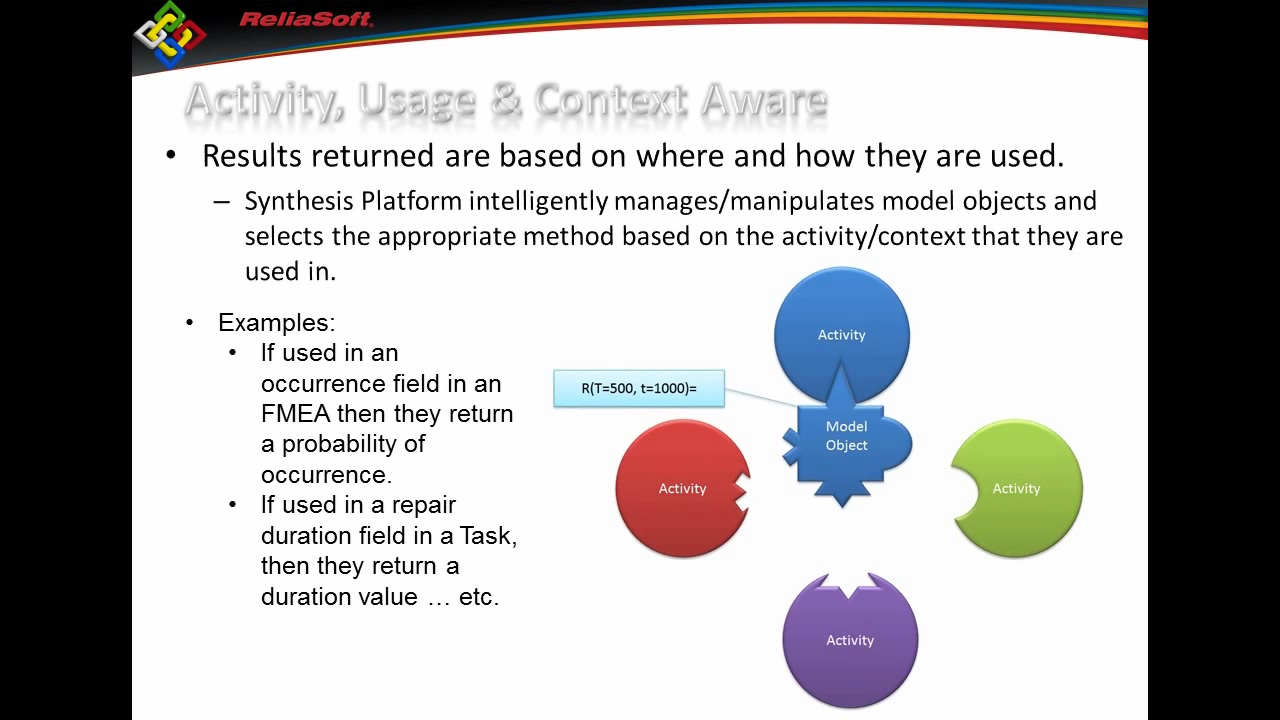 ReliaSoft
Activity, Usage & Context Aware
• Results returned are based on where and how they are used.
– Synthesis Platform intelligently manages/manipulates model objects and
selects the appropriate method based on the activity/context that they are
used in.
• Examples:
• If used in an
occurrence field in an
FMEA then they return
a probability of
occurrence.
• If used in a repair
duration field in a Task,
then they return a
duration value … etc.
Activity
R(T=500, t=1000)=
Model
Object
Activity
Activity
Activity